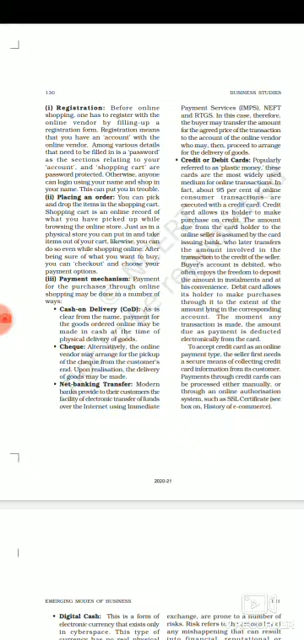 130
BUSINESS STUDIES
(i) Registration: Before online
shopping, one has to register with the
online vendor by filling-up a
registration form. Registration means
that you have an 'account' with the
online vendor. Among various details
that need to be filled in is a 'password'
as the sections relating to your
'account', and 'shopping cart' are
password protected. Otherwise, anyone
can login using your name and shop in
your name. This can put you in trouble.
(ii) Placing an order: You can pick
and drop the items in the shopping cart.
Shopping cart is an online record of
what you have picked up while
browsing the online store. Just as in a
physical store you can put in and take
items out of your cart, likewise, you can
do so even while shopping online. After
being sure of what you want to buy,
you can 'checkout' and choose your
payment options.
(iii) Payment mechanism: Payment
for the purchases through online
shopping may be done in a number of
ways:
• Cash-on Delivery (CoD): As is
clear from the name, payment for
the goods ordered online may be
made in cash at the time of
physical delivery of goods.
• Cheque: Alternatively, the online
vendor may arrange for the pickup
of the cheque from the customer's end.
Upon realisation, the delivery
of goods may be made.
• Net-banking Transfer: Modern
banks provide to their customers the
facility of electronic transfer of funds
over the Internet using Immediate
Payment Services (IMPS), NEFT
and RTGS. In this case, therefore,
the buyer may transfer the amount
for the agreed price of the transaction
to the account of the online vendor
who may, then, proceed to arrange
for the delivery of goods.
• Credit or Debit Cards: Popularly
referred to as 'plastic money', these
cards are the most widely used
medium for online transactions. In
fact, about 95 per cent of online
consumer transactions are
executed with a credit card. Credit
card allows its holder to make
purchase on credit. The amount
due from the card holder to the
online seller is assumed by the card
issuing bank, who later transfers
the amount involved in the
transaction to the credit of the seller.
Buyer's account is debited, who
often enjoys the freedom to deposit
the amount in instalments and at
his convenience. Debit card allows
its holder to make purchases
through it to the extent of the
amount lying in the corresponding
account. The moment any
transaction is made, the amount
due as payment is deducted
electronically from the card.
To accept credit card as an online
payment type, the seller first needs
a secure means of collecting credit
card information from its customer.
Payments through credit cards can
be processed either manually, or
through an online authorisation
system, such as SSL Certificate (see
box on, History of e-commerce).
2020-21
EMERGING MODES OF BUSINESS
• Digital Cash: This is a form of
electronic currency that exists only
in cyberspace. This type of
currency has no real physical
exchange, are prone to a number of
risks. Risk refers to the
any mishappening that can result
into financial, reputational or